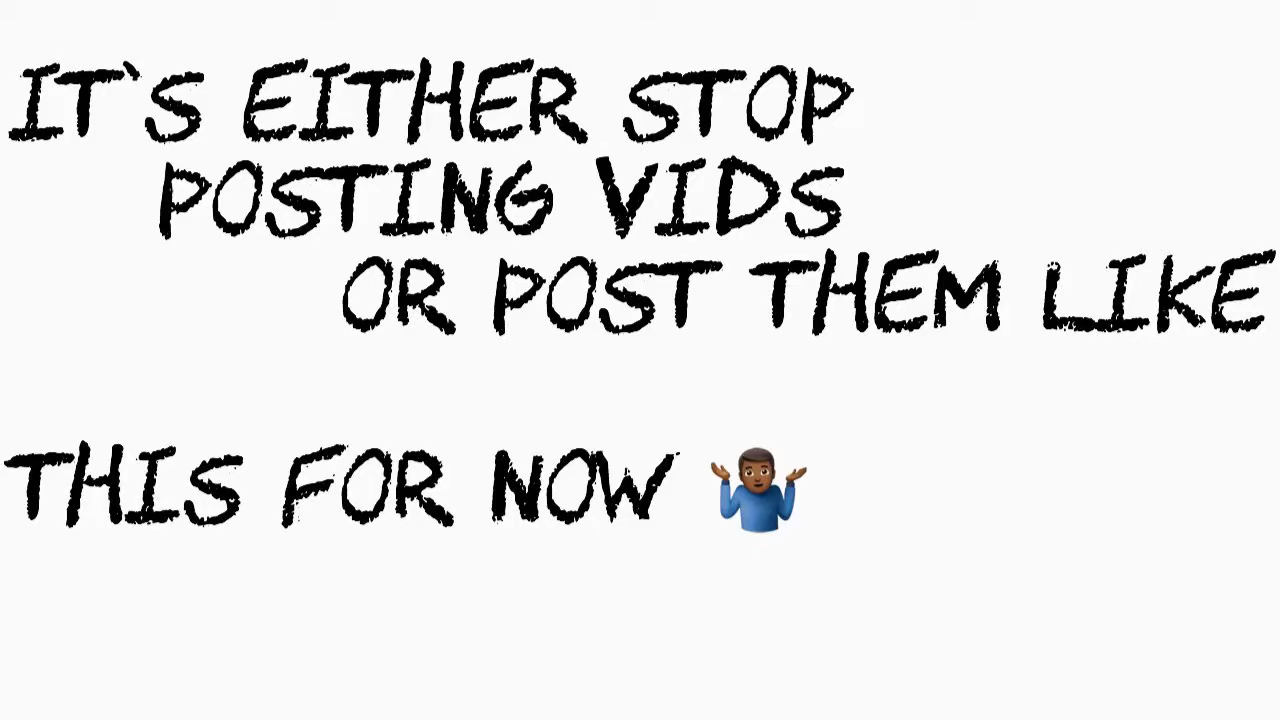 IT`S EITHER STOP
POSTING VIDS
OR POST THEM LIKE
THIS FOR NOW 🤷🏾‍♂️